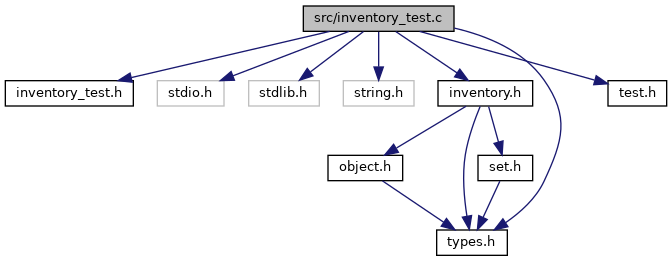 src/inventory_test.c
inventory_test.h
stdio.h
stdlib.h
string.h
inventory.h
test.h
object.h
set.h
types.h